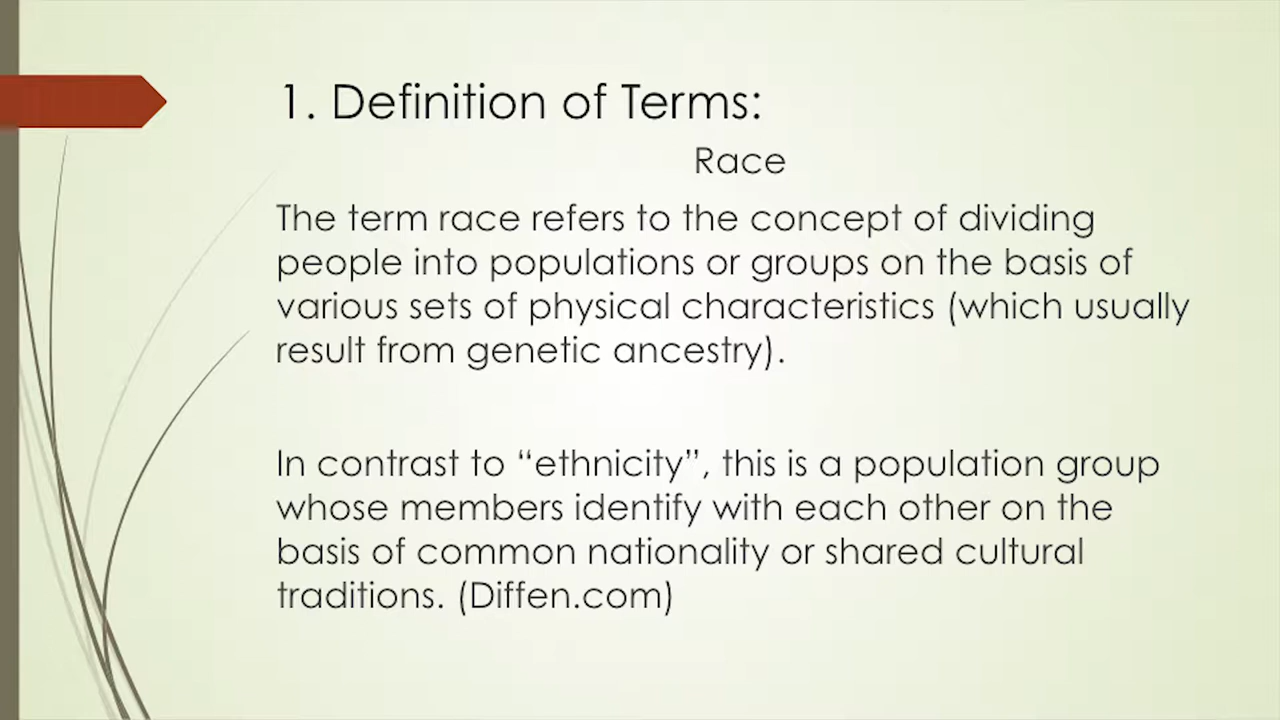 1. Definition of Terms:
Race
The term race refers to the concept of dividing
people into populations or groups on the basis of
various sets of physical characteristics (which usually
result from genetic ancestry).
In contrast to “ethnicity”, this is a population group
whose members identify with each other on the
basis of common nationality or shared cultural
traditions. (Diffen.com)